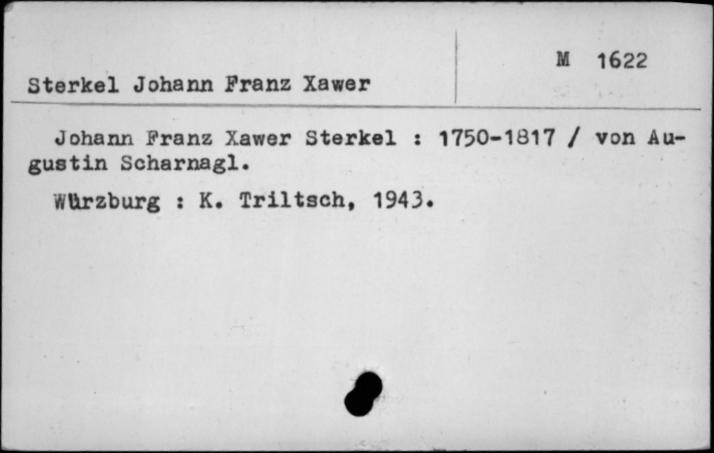 M 1622
Sterkel Johann Franz Xawer
Johann Franz Xawer Sterkel : 1750-1817 / von Au-
gustin Scharnagl.
Würzburg : K. Triltsch, 1943.